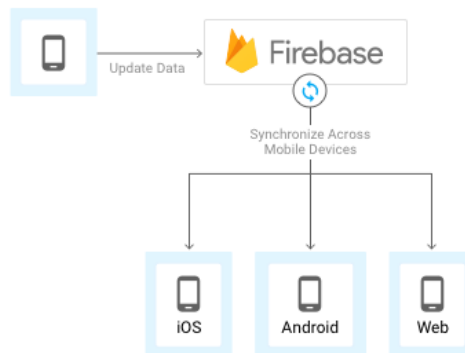 Firebase
Update Data
Synchronize Across
Mobile Devices
iOS
Android
Web